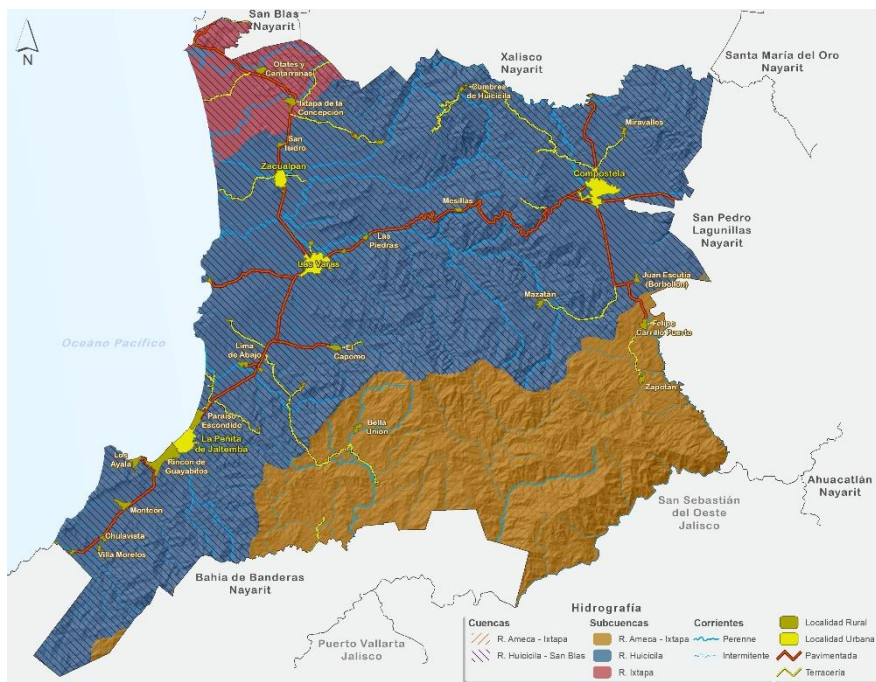 San Blas
Nayarit
N
Xalisco
Nayarit
Santa María del Oro
Nayarit
Otates y
Cantarranas
Cumbres
de Huicicila
Ixtapa de la
Concepción
Miravalles
San
Isidro
Zacualpan
Compostela
Mesillas
San Pedro
Lagunillas
Nayarit
Las
Piedras
Las Varas
Juan Escutia
(Borbollón)
Mazatán
Felipe
Carrillo Puerto
Oceáno Pacífico
Lima
de Abajo
El
Capomo
Zapotán
Paraíso
Escondido
Bella
Unión
La Peñita
de Jaltemba
Los
Ayala
Rincón de
Guayabitos
Ahuacatlán
Nayarit
San Sebastián
del Oeste
Jalisco
Monteón
Chulavista
Villa Morelos
Bahía de Banderas
Nayarit
Puerto Vallarta
Jalisco
Hidrografía
Cuencas
R. Ameca - Ixtapa
R. Huicicila - San Blas
Subcuencas
R. Ameca - Ixtapa
R. Huicicila
R. Ixtapa
Corrientes
Perenne
Intermitente
Localidad Rural
Localidad Urbana
Pavimentada
Terracería